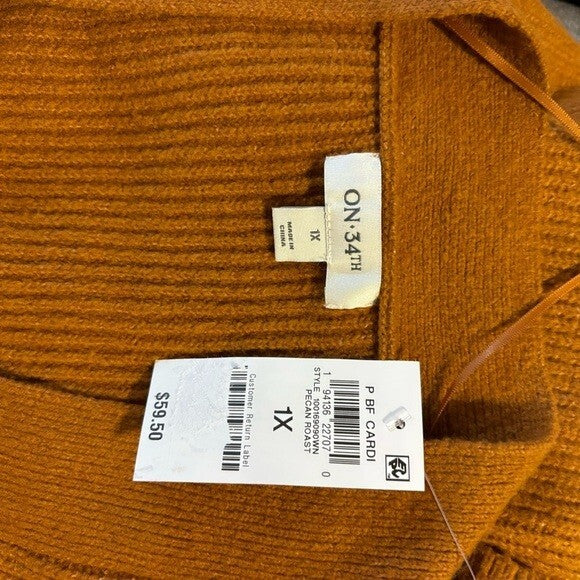 ON • 34TH
1X
MADE IN
CHINA
P BF CARDI
1 94136 22707 0
STYLE 100169090WN
PECAN ROAST
1X
Customer Return Label
$59.50